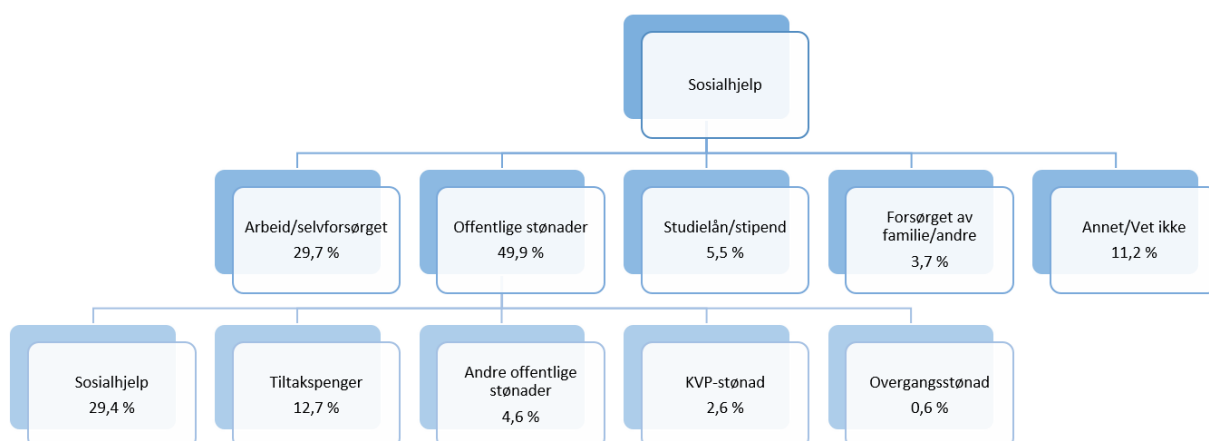 Sosialhjelp
Arbeid/selvforsørget
29,7 %
Offentlige stønader
49,9 %
Studielån/stipend
5,5 %
Forsørget av
familie/andre
3,7 %
Annet/Vet ikke
11,2 %
Sosialhjelp
29,4 %
Tiltakspenger
12,7 %
Andre offentlige
stønader
4,6 %
KVP-stønad
2,6 %
Overgangsstønad
0,6 %